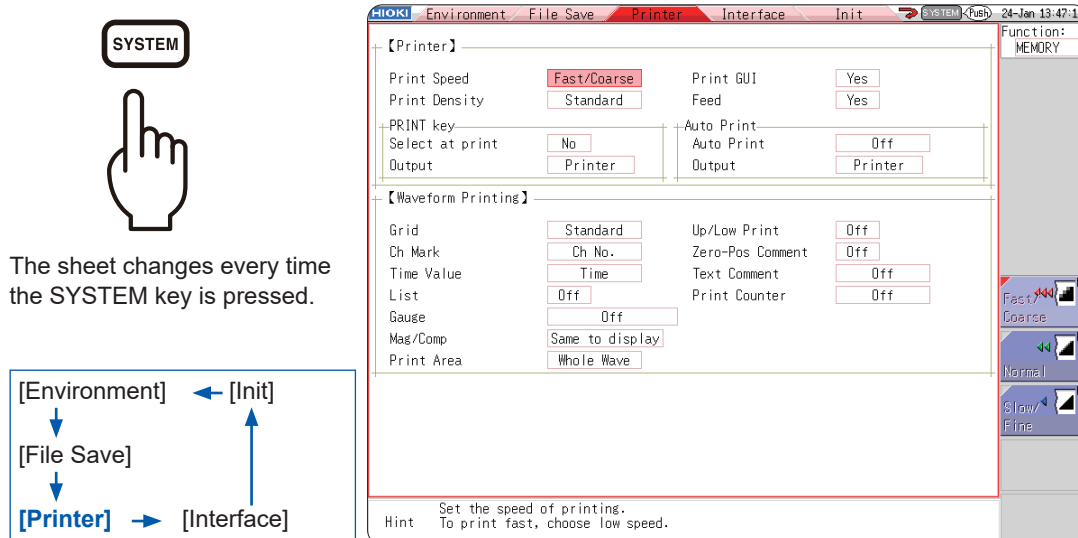 SYSTEM
The sheet changes every time
the SYSTEM key is pressed.
[Environment] [Init]
[File Save]
[Printer] [Interface]
HIOKI Environment File Save Printer Interface Init SYSTEM Push 24-Jan 13:47:1
Function:
MEMORY
【Printer】
Print Speed Fast/Coarse Print GUI Yes
Print Density Standard Feed Yes
PRINT key Auto Print
Select at print No Auto Print Off
Output Printer Output Printer
【Waveform Printing】
Grid Standard Up/Low Print Off
Ch Mark Ch No. Zero-Pos Comment Off
Time Value Time Text Comment Off
List Off Print Counter Off
Gauge Off
Mag/Comp Same to display
Print Area Whole Wave
Fast/
Coarse
Normal
Slow/
Fine
Set the speed of printing.
Hint To print fast, choose low speed.